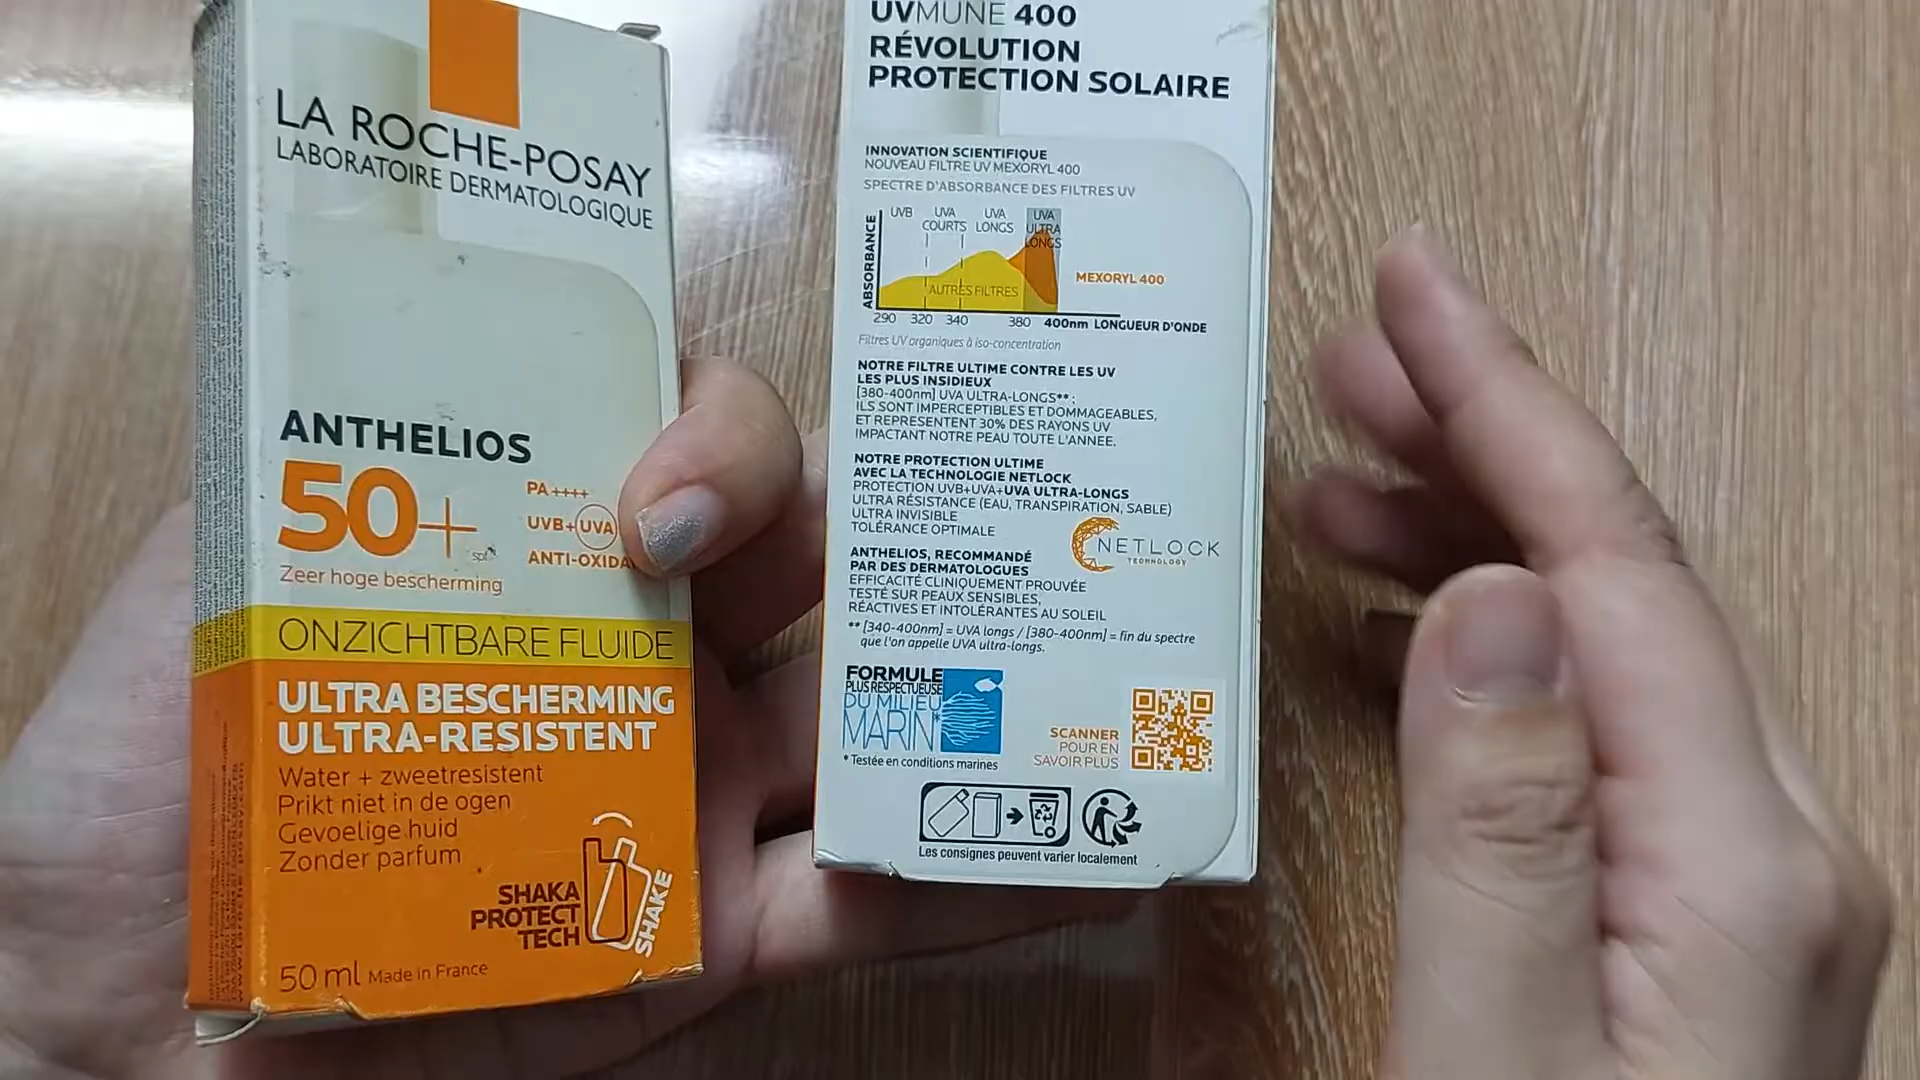 LA ROCHE-POSAY
LABORATOIRE DERMATOLOGIQUE
ANTHELIOS
50+
spf
PA++++
UVB+UVA
Zeer hoge bescherming
ONZICHTBARE FLUIDE
ULTRA BESCHERMING
ULTRA-RESISTENT
Water + zweetresistent
Prikt niet in de ogen
Gevoelige huid
Zonder parfum
SHAKA
PROTECT
TECH
SHAKE
50 ml Made in France
UVMUNE 400
RÉVOLUTION
PROTECTION SOLAIRE
INNOVATION SCIENTIFIQUE
NOUVEAU FILTRE UV MEXORYL 400
SPECTRE D'ABSORBANCE DES FILTRES UV
ABSORBANCE
UVB
UVA
COURTS
UVA
LONGS
UVA
ULTRA
LONGS
MEXORYL 400
AUTRES FILTRES
290 320 340 380 400nm LONGUEUR D'ONDE
Filtres UV organiques à iso-concentration
NOTRE FILTRE ULTIME CONTRE LES UV
LES PLUS INSIDIEUX
[380-400nm] UVA ULTRA-LONGS** :
ILS SONT IMPERCEPTIBLES ET DOMMAGEABLES,
ET REPRESENTENT 30% DES RAYONS UV
IMPACTANT NOTRE PEAU TOUTE L'ANNEE.
NOTRE PROTECTION ULTIME
AVEC LA TECHNOLOGIE NETLOCK
PROTECTION UVB+UVA+UVA ULTRA-LONGS
ULTRA RÉSISTANCE (EAU, TRANSPIRATION, SABLE)
ULTRA INVISIBLE
TOLÉRANCE OPTIMALE
NETLOCK
TECHNOLOGY
ANTHELIOS, RECOMMANDÉ
PAR DES DERMATOLOGUES
EFFICACITÉ CLINIQUEMENT PROUVÉE
TESTÉ SUR PEAUX SENSIBLES,
RÉACTIVES ET INTOLÉRANTES AU SOLEIL
** [340-400nm] = UVA longs / [380-400nm] = fin du spectre
que l'on appelle UVA ultra-longs.
FORMULE
PLUS RESPECTUEUSE
DU MILIEU
MARIN*
* Testée en conditions marines
SCANNER
POUR EN
SAVOIR PLUS
Les consignes peuvent varier localement